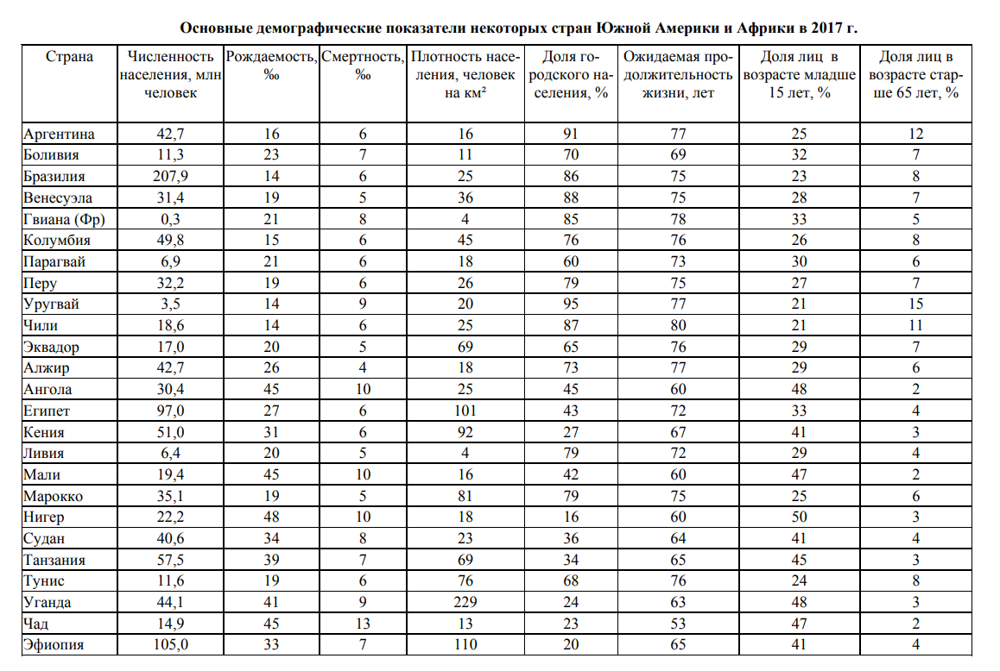 Основные демографические показатели некоторых стран Южной Америки и Африки в 2017 г.
Страна Численность населения, млн человек Рождаемость, ‰ Смертность, ‰ Плотность насе-ления, человек на км² Доля го-родского на-селения, % Ожидаемая про-должительность жизни, лет Доля лиц в возрасте младше 15 лет, % Доля лиц в возрасте стар-ше 65 лет, %
Аргентина 42,7 16 6 16 91 77 25 12
Боливия 11,3 23 7 11 70 69 32 7
Бразилия 207,9 14 6 25 86 75 23 8
Венесуэла 31,4 19 5 36 88 75 28 7
Гвиана (Фр) 0,3 21 8 4 85 78 33 5
Колумбия 49,8 15 6 45 76 76 26 8
Парагвай 6,9 21 6 18 60 73 30 6
Перу 32,2 19 6 26 79 75 27 7
Уругвай 3,5 14 9 20 95 77 21 15
Чили 18,6 14 6 25 87 80 21 11
Эквадор 17,0 20 5 69 65 76 29 7
Алжир 42,7 26 4 18 73 77 29 6
Ангола 30,4 45 10 25 45 60 48 2
Египет 97,0 27 6 101 43 72 33 4
Кения 51,0 31 6 92 27 67 41 3
Ливия 6,4 20 5 4 79 72 29 4
Мали 19,4 45 10 16 42 60 47 2
Марокко 35,1 19 5 81 79 75 25 6
Нигер 22,2 48 10 18 16 60 50 3
Судан 40,6 34 8 23 36 64 41 4
Танзания 57,5 39 7 69 34 65 45 3
Тунис 11,6 19 6 76 68 76 24 8
Уганда 44,1 41 9 229 24 63 48 3
Чад 14,9 45 13 13 23 53 47 2
Эфиопия 105,0 33 7 110 20 65 41 4